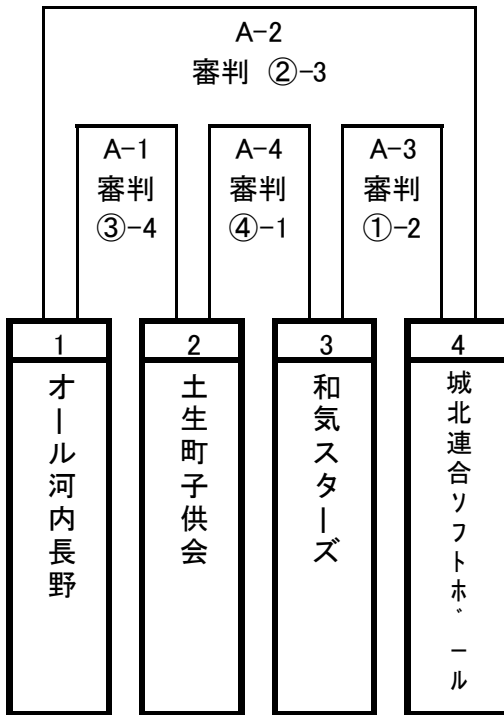 A-2
審判 ②-3
A-1
審判
③-4
A-4
審判
④-1
A-3
審判
①-2
1
オール河内長野
2
土生町子供会
3
和気スターズ
4
城北連合ソフトボール